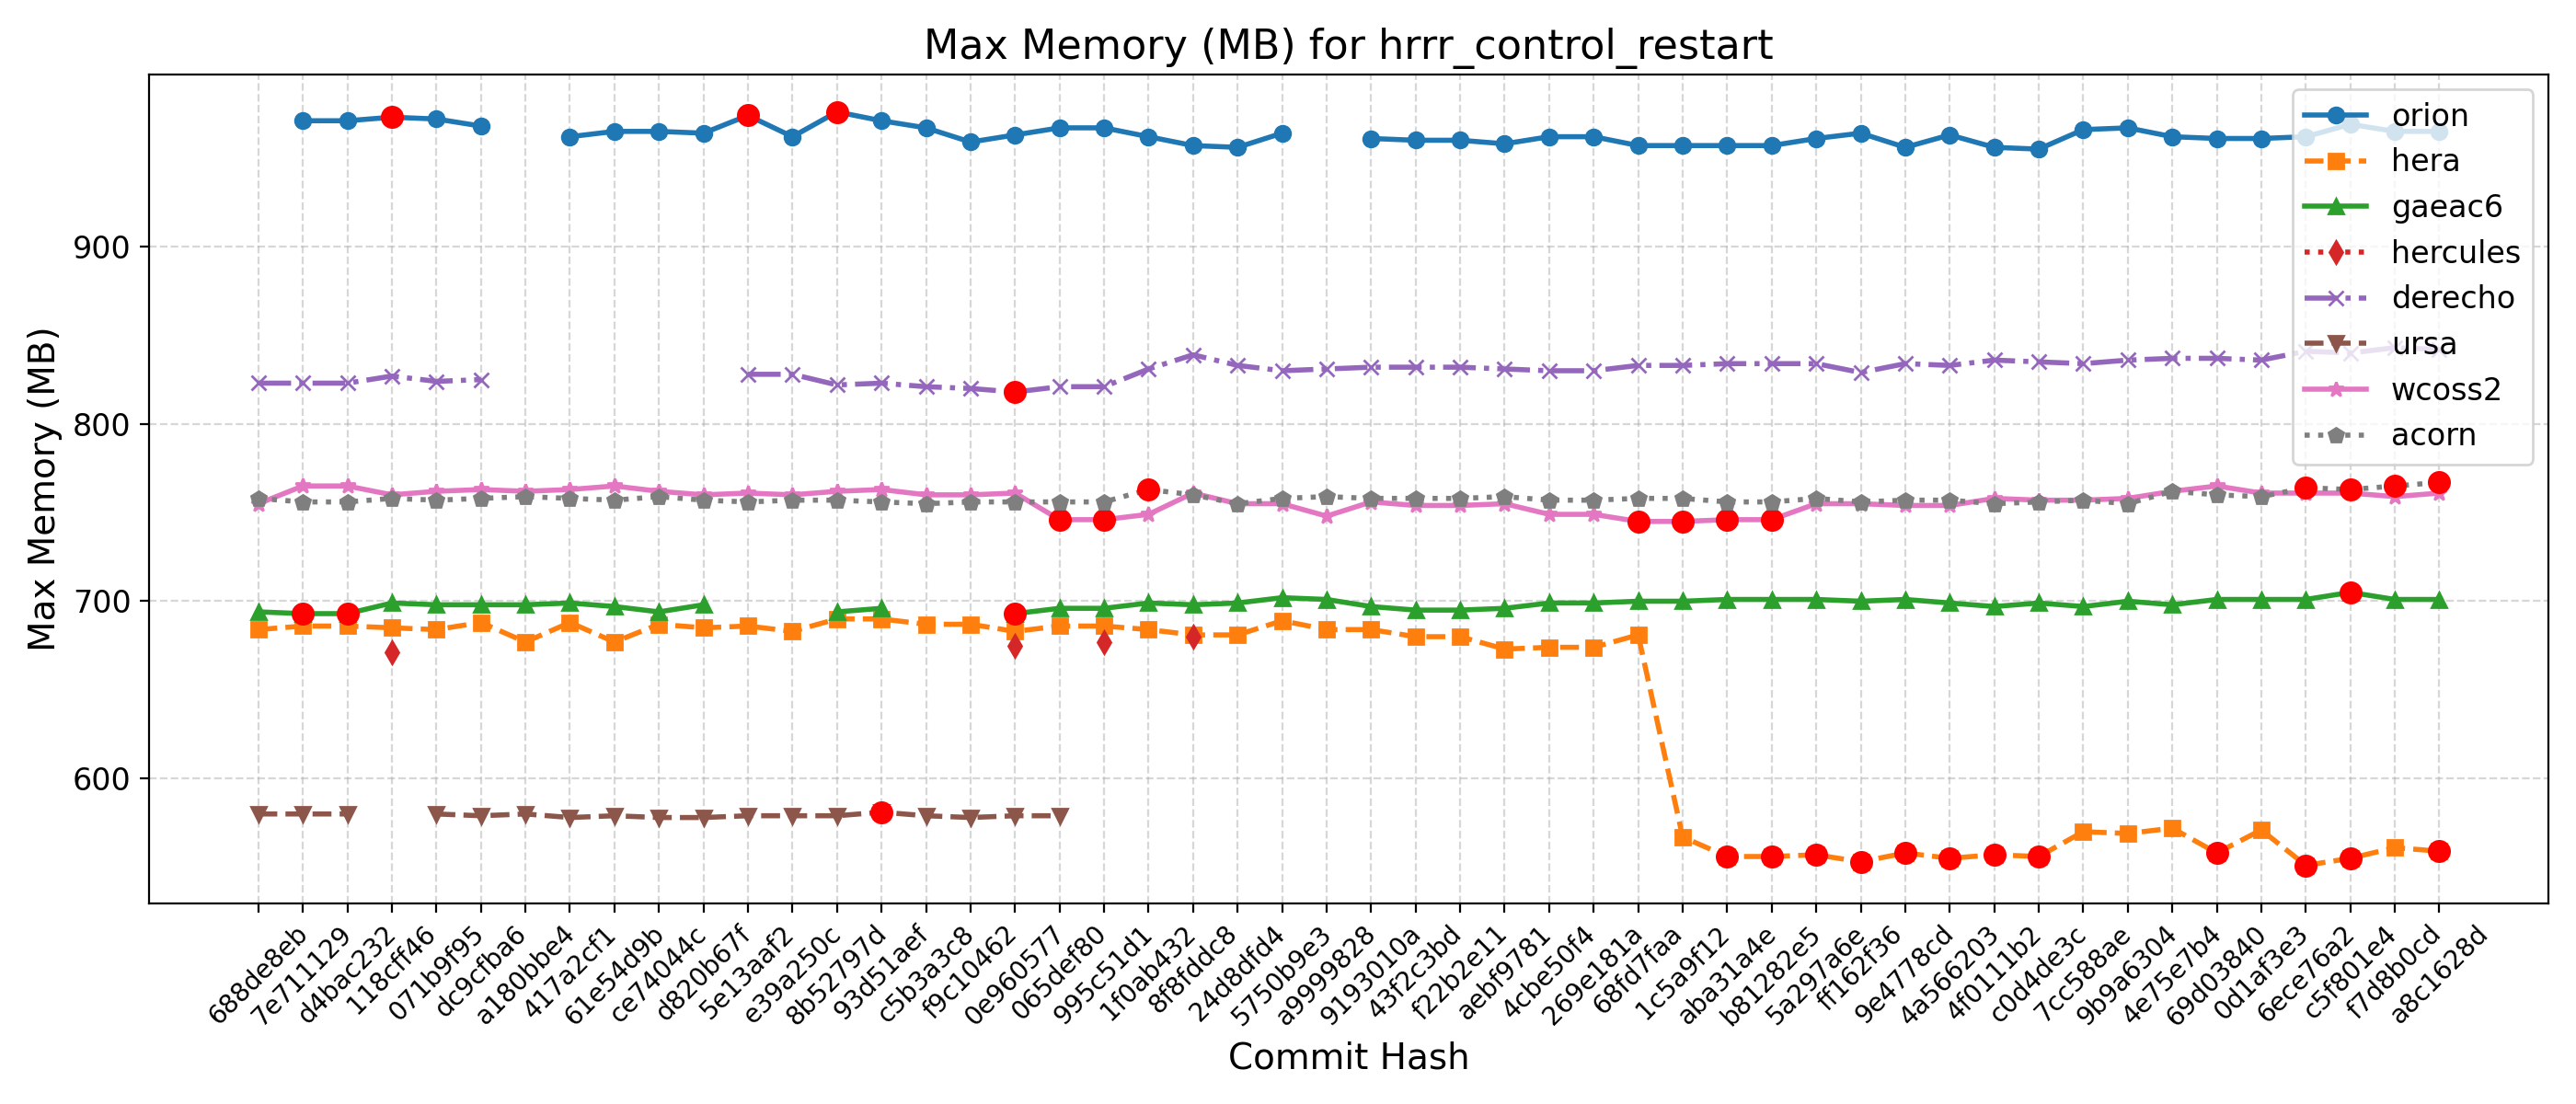 Max Memory (MB) for hrrr_control_restart
Max Memory (MB)
900
800
700
600
orion
hera
gaeac6
hercules
derecho
ursa
wcoss2
acorn
688de8eb
7e711129
d4bac232
118cff46
071b9f95
dc9cfba6
a180bbe4
417a2cf1
61e54d9b
ce74044c
d820b67f
5e13aaf2
e39a250c
8b52797d
93d51aef
c5b3a3c8
f9c10462
0e960577
065def80
995c51d1
1f0ab432
8f8fddc8
24d8dfd4
5750b9e3
a9999828
9193010a
43f2c3bd
f22b2e11
aebf9781
4cbe50f4
269e181a
68fd7faa
1c5a9f12
aba31a4e
b81282e5
5a297a6e
ff162f36
9e4778cd
4a566203
4f0111b2
c0d4de3c
7cc588ae
9b9a6304
4e75e7b4
69d03840
0d1af3e3
6ece76a2
c5f801e4
f7d8b0cd
a8c1628d
Commit Hash